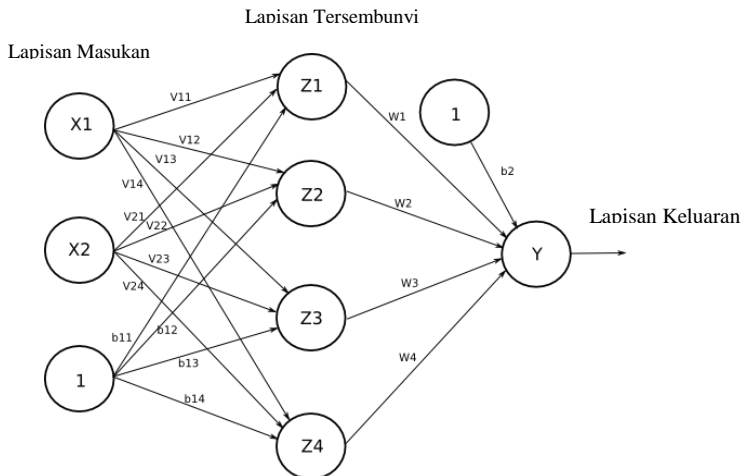 Lapisan Tersembunyi
Lapisan Masukan
X1
X2
1
V11
V12
V13
V14
V21
V22
V23
V24
b11
b12
b13
b14
Z1
Z2
Z3
Z4
W1
W2
W3
W4
1
b2
Y
Lapisan Keluaran